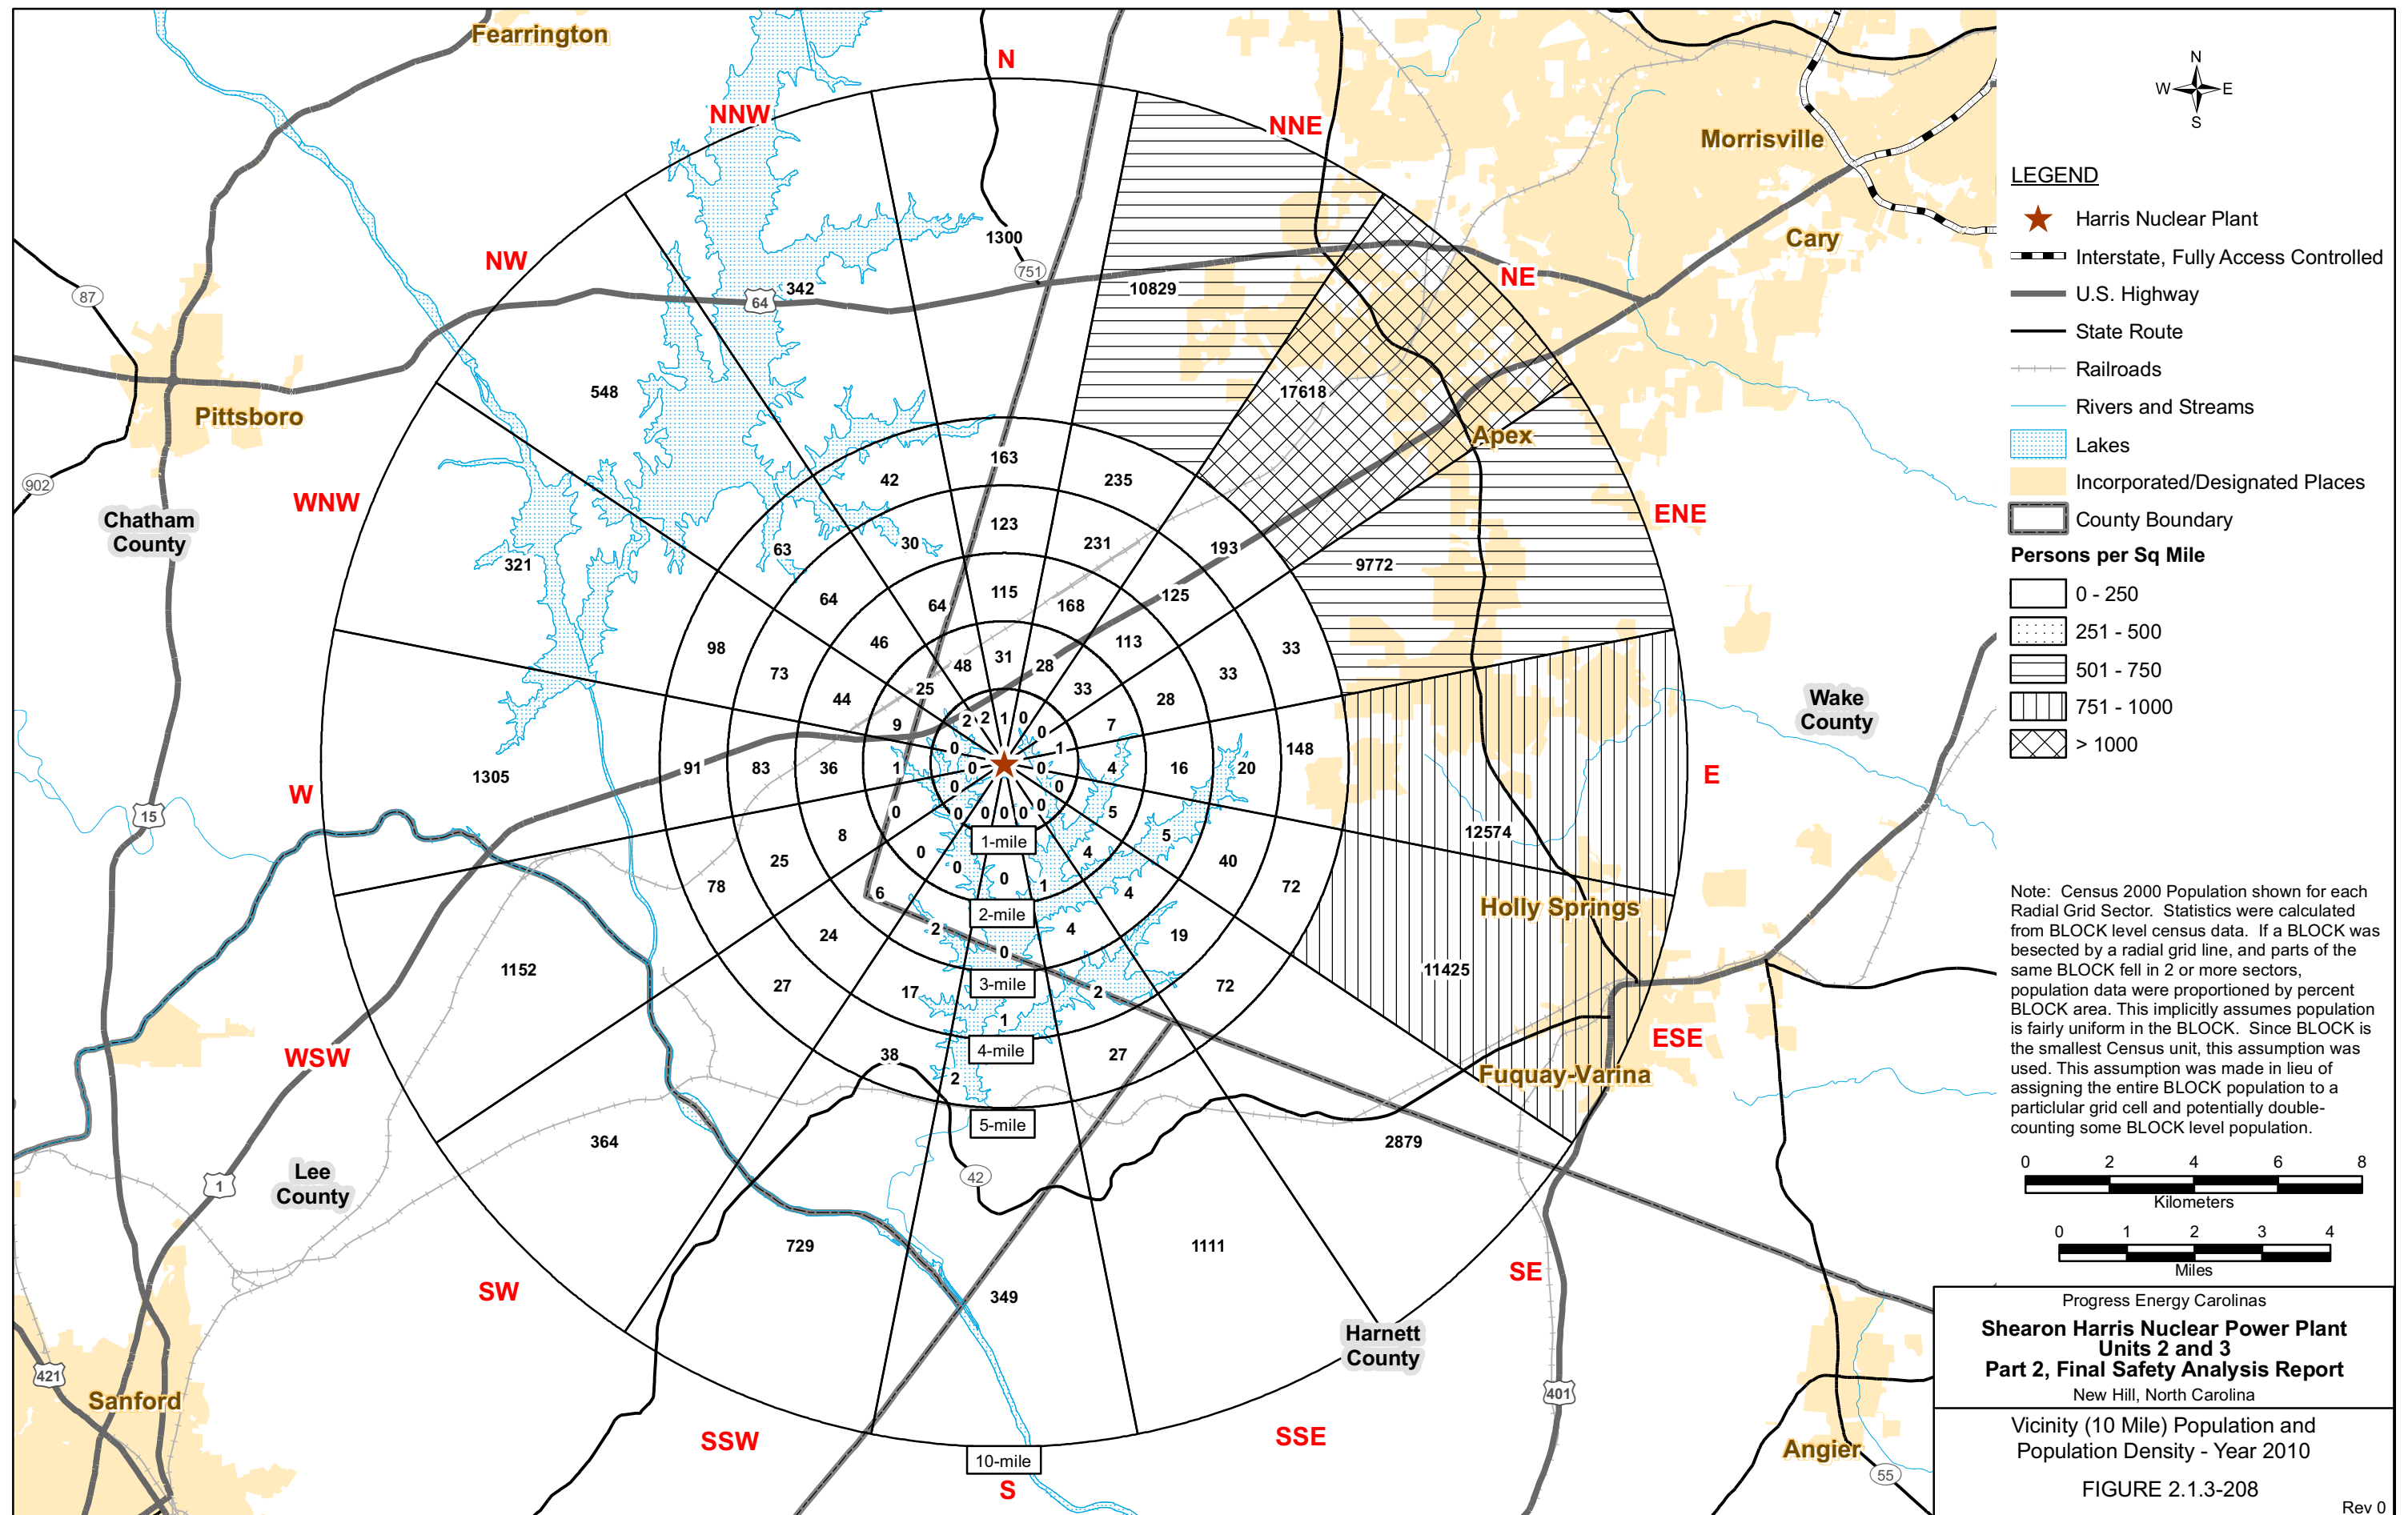 Fearrington
N
NNW
NNE
Morrisville
NW
NE
Cary
1300
751
342
64
10829
87
548
17618
Pittsboro
Apex
902
WNW
ENE
Chatham
County
163
42
235
123
63
30
231
193
321
9772
64
64
115
168
125
98
46
113
33
73
48
31
28
33
44
25
33
28
9
2
2
1
0
7
Wake
County
0
0
1
148
W
1305
91
83
36
1
0
0
4
16
20
E
0
0
15
0
0
0
0
0
0
5
8
1-mile
5
12574
25
0
4
40
78
0
0
1
72
6
4
2-mile
Holly Springs
24
2
4
19
0
1152
11425
27
17
3-mile
2
72
1
ESE
WSW
38
4-mile
27
2
Fuquay-Varina
5-mile
364
2879
Lee
County
42
1
729
1111
SW
SE
349
Harnett
County
421
Sanford
401
SSW
SSE
Angier
10-mile
55
S
N
W
E
S
LEGEND
Harris Nuclear Plant
Interstate, Fully Access Controlled
U.S. Highway
State Route
Railroads
Rivers and Streams
Lakes
Incorporated/Designated Places
County Boundary
Persons per Sq Mile
0 - 250
251 - 500
501 - 750
751 - 1000
> 1000
Note: Census 2000 Population shown for each
Radial Grid Sector. Statistics were calculated
from BLOCK level census data. If a BLOCK was
besected by a radial grid line, and parts of the
same BLOCK fell in 2 or more sectors,
population data were proportioned by percent
BLOCK area. This implicitly assumes population
is fairly uniform in the BLOCK. Since BLOCK is
the smallest Census unit, this assumption was
used. This assumption was made in lieu of
assigning the entire BLOCK population to a
particlular grid cell and potentially double-
counting some BLOCK level population.
0 2 4 6 8
Kilometers
0 1 2 3 4
Miles
Progress Energy Carolinas
Shearon Harris Nuclear Power Plant
Units 2 and 3
Part 2, Final Safety Analysis Report
New Hill, North Carolina
Vicinity (10 Mile) Population and
Population Density - Year 2010
FIGURE 2.1.3-208
Rev 0